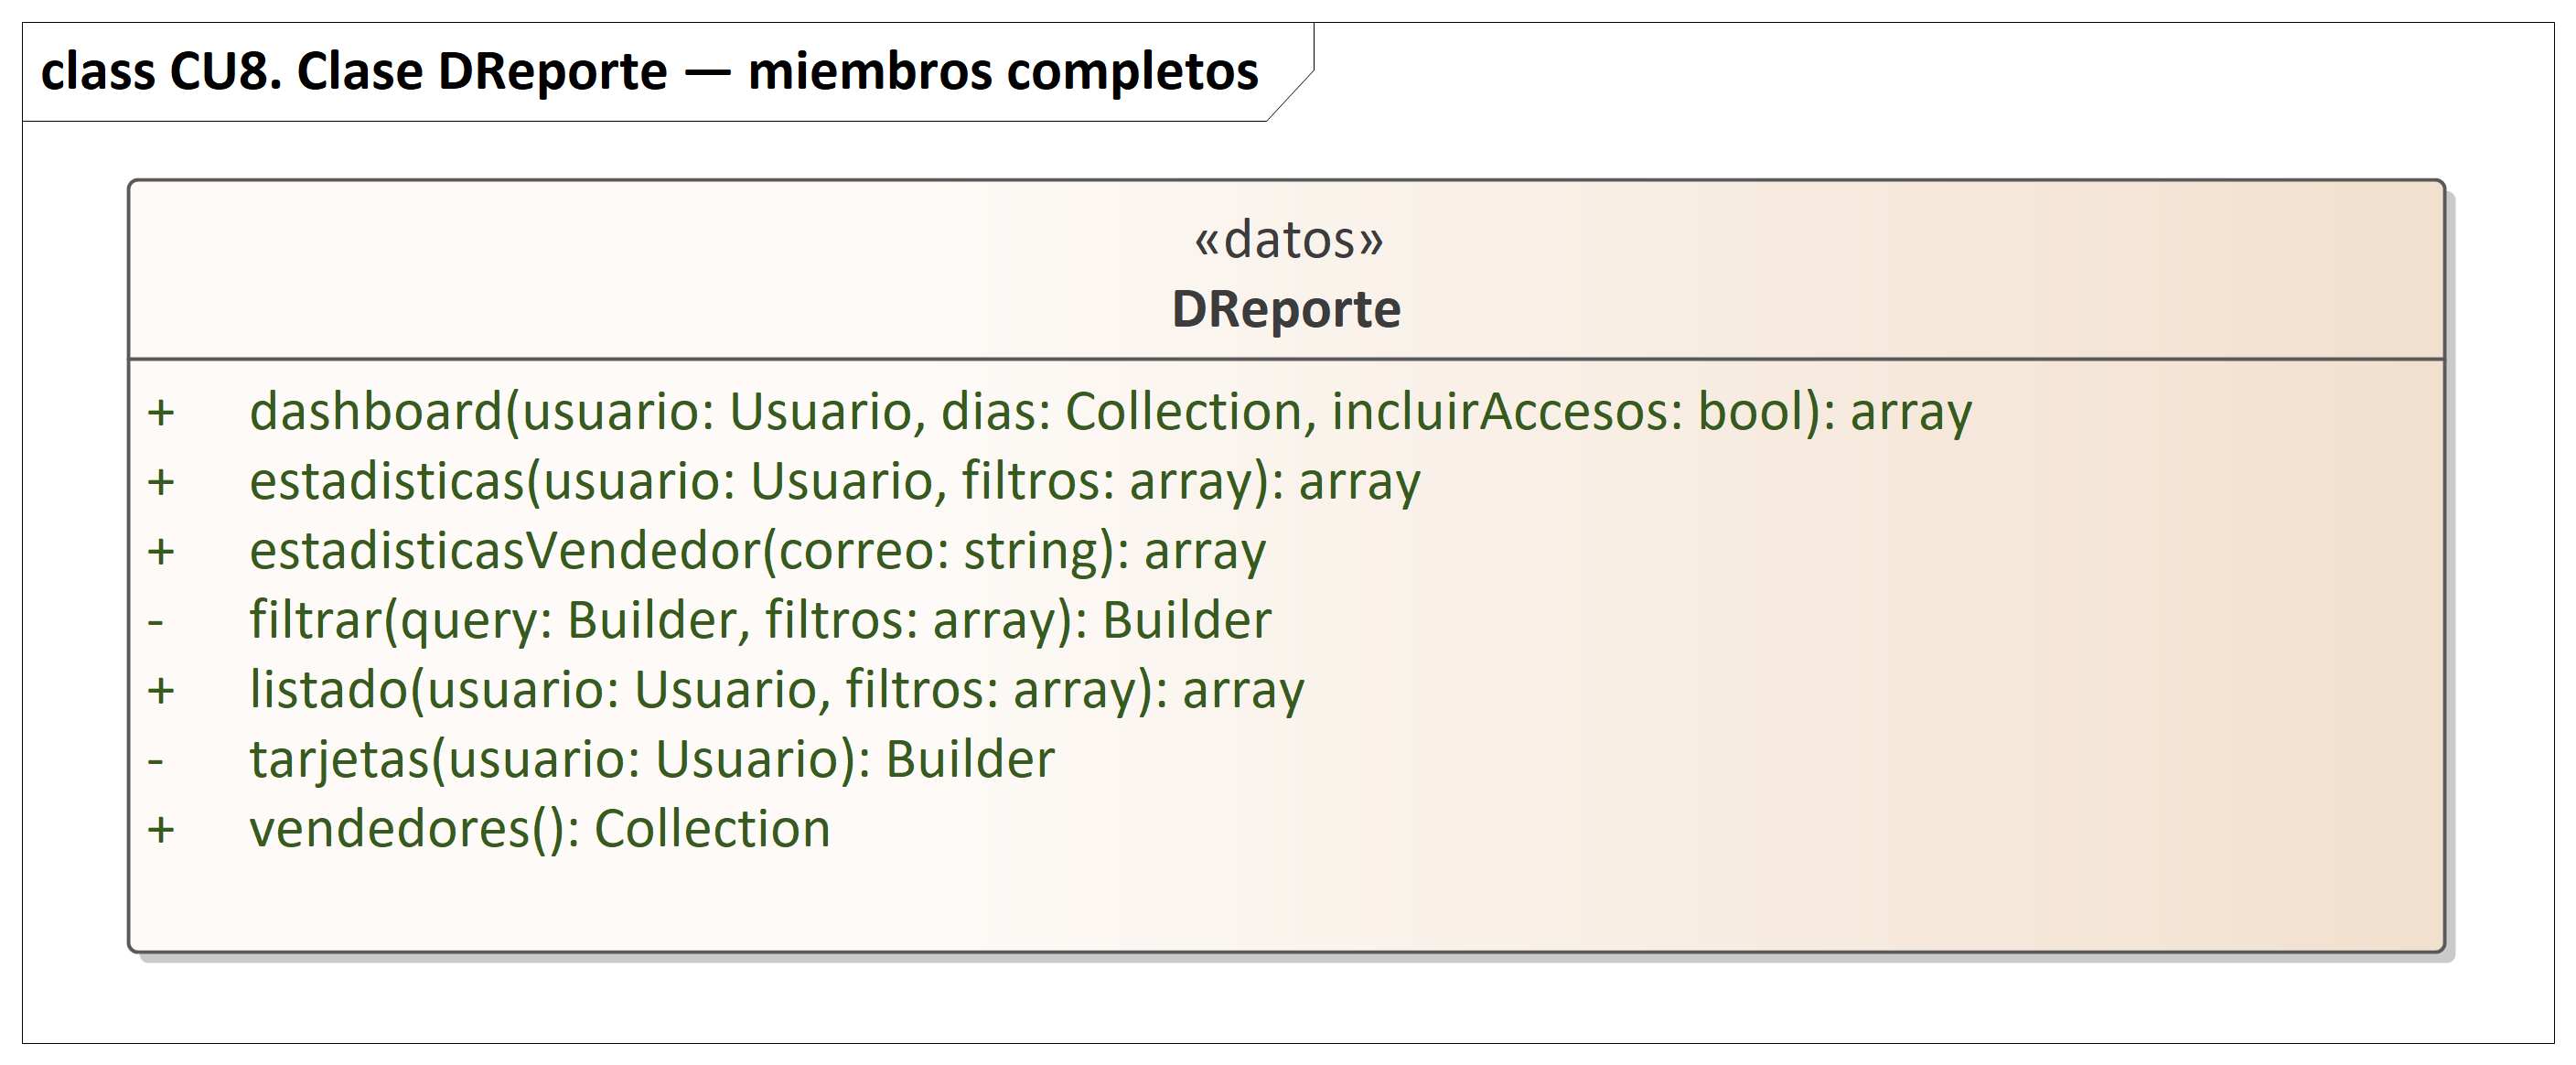 class CU8. Clase DReporte — miembros completos
«datos»
DReporte
+ dashboard(usuario: Usuario, dias: Collection, incluirAccesos: bool): array
+ estadisticas(usuario: Usuario, filtros: array): array
+ estadisticasVendedor(correo: string): array
- filtrar(query: Builder, filtros: array): Builder
+ listado(usuario: Usuario, filtros: array): array
- tarjetas(usuario: Usuario): Builder
+ vendedores(): Collection